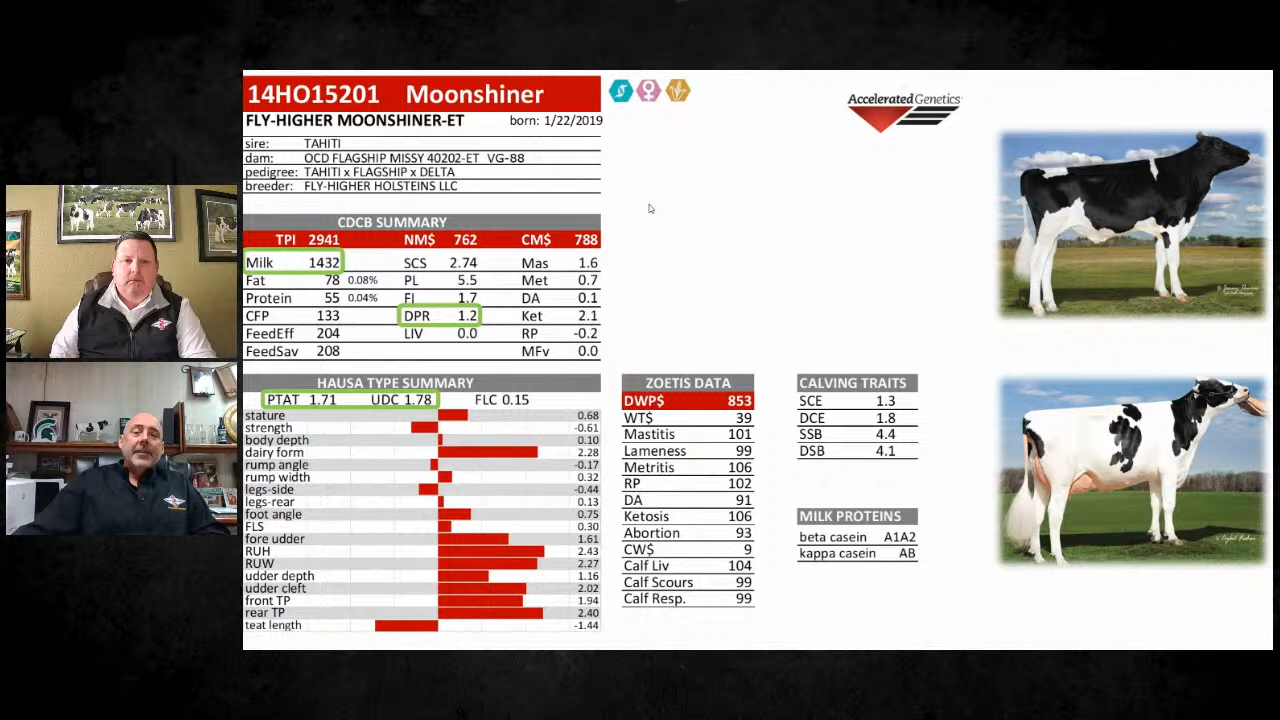 14HO15201 Moonshiner
FLY-HIGHER MOONSHINER-ET born: 1/22/2019
sire: TAHITI
dam: OCD FLAGSHIP MISSY 40202-ET VG-88
pedigree: TAHITI x FLAGSHIP x DELTA
breeder: FLY-HIGHER HOLSTEINS LLC
Accelerated Genetics
CDCB SUMMARY
TPI 2941 NM$ 762 CM$ 788
Milk 1432 SCS 2.74 Mas 1.6
Fat 78 0.08% PL 5.5 Met 0.7
Protein 55 0.04% FI 1.7 DA 0.1
CFP 133 DPR 1.2 Ket 2.1
FeedEff 204 LIV 0.0 RP -0.2
FeedSav 208 MFv 0.0
HAUSA TYPE SUMMARY
PTAT 1.71 UDC 1.78 FLC 0.15
stature 0.68
strength -0.61
body depth 0.10
dairy form 2.28
rump angle -0.17
rump width 0.32
legs-side -0.44
legs-rear 0.13
foot angle 0.75
FLS 0.30
fore udder 1.61
RUH 2.43
RUW 2.27
udder depth 1.16
udder cleft 2.02
front TP 1.94
rear TP 2.40
teat length -1.44
ZOETIS DATA
DWP$ 853
WT$ 39
Mastitis 101
Lameness 99
Metritis 106
RP 102
DA 91
Ketosis 106
Abortion 93
CW$ 9
Calf Liv 104
Calf Scours 99
Calf Resp. 99
CALVING TRAITS
SCE 1.3
DCE 1.8
SSB 4.4
DSB 4.1
MILK PROTEINS
beta casein A1A2
kappa casein AB